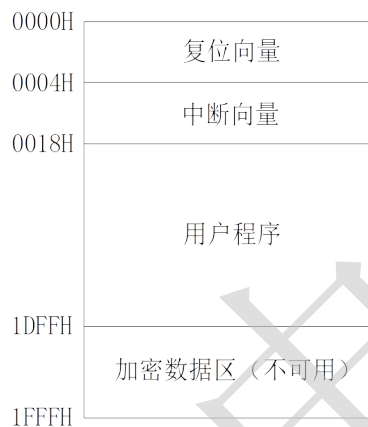 0000H
复位向量
0004H
中断向量
0018H
用户程序
1DFFH
加密数据区（不可用）
1FFFH